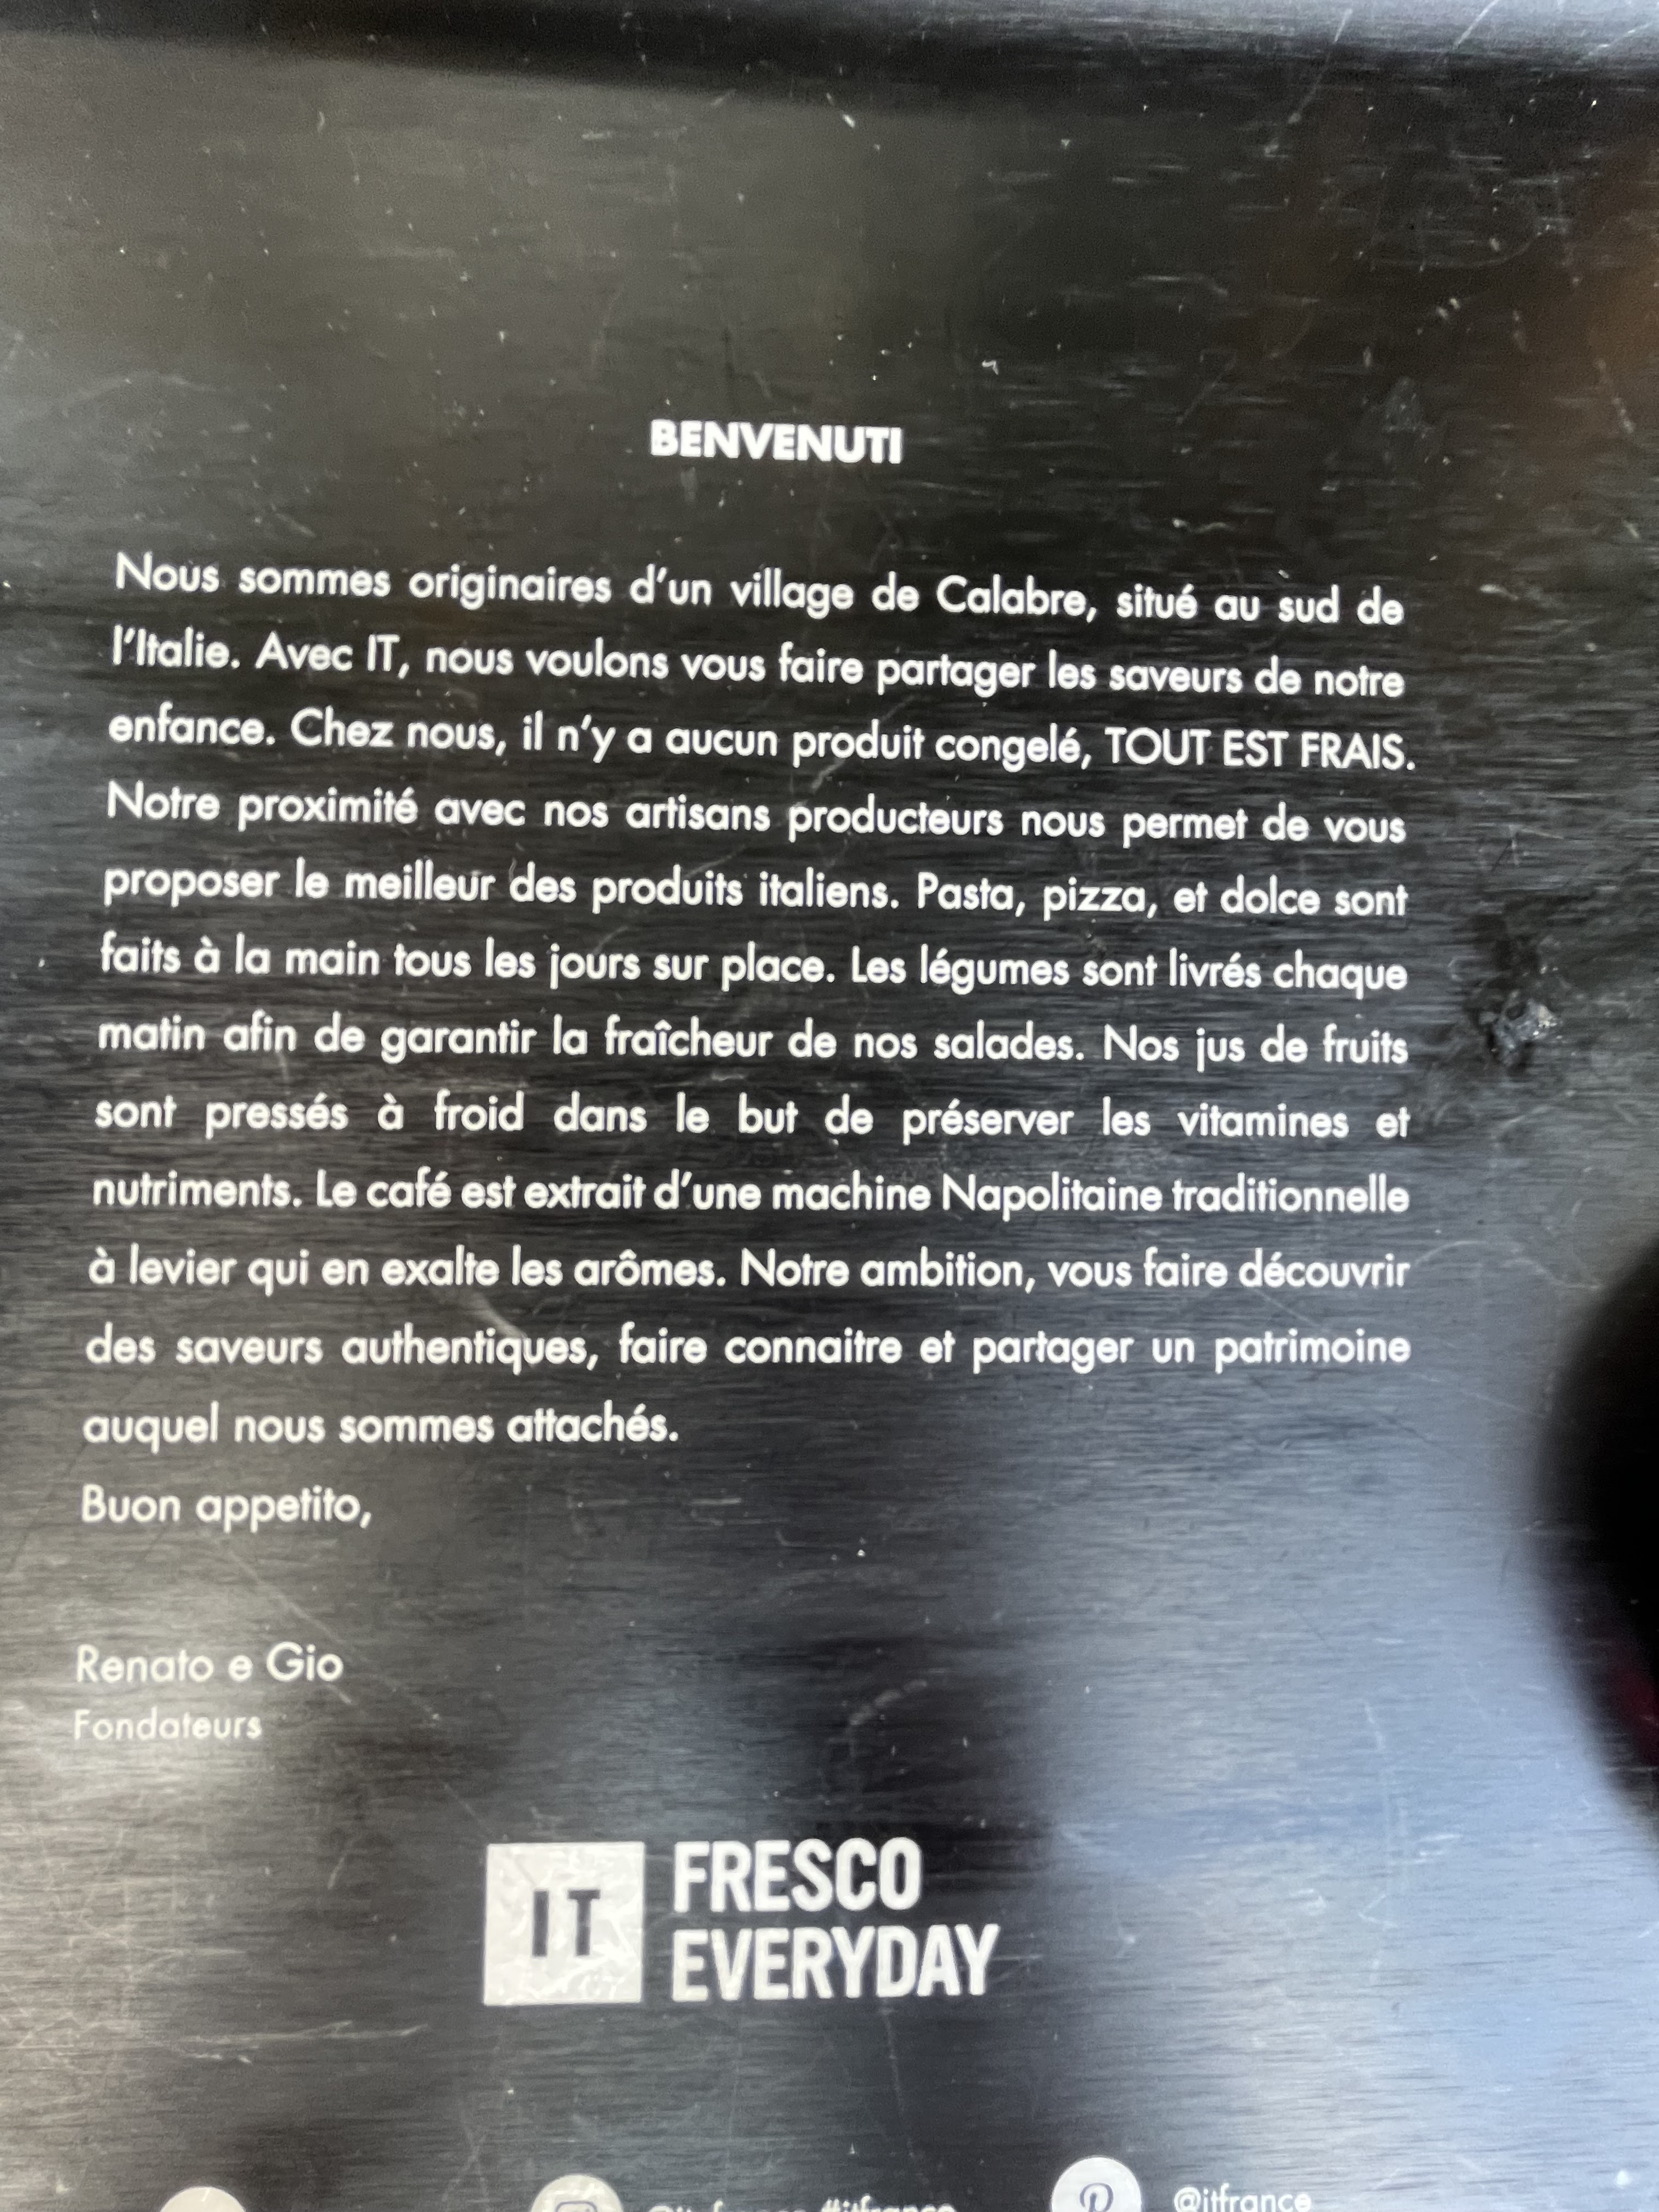 BENVENUTI
Nous sommes originaires d'un village de Calabre, situé au sud de
l'Italie. Avec IT, nous voulons vous faire partager les saveurs de notre
enfance. Chez nous, il n'y a aucun produit congelé, TOUT EST FRAIS.
Notre proximité avec nos artisans producteurs nous permet de vous
proposer le meilleur des produits italiens. Pasta, pizza, et dolce sont
faits à la main tous les jours sur place. Les légumes sont livrés chaque
matin afin de garantir la fraîcheur de nos salades. Nos jus de fruits
sont pressés à froid dans le but de préserver les vitamines et
nutriments. Le café est extrait d'une machine Napolitaine traditionnelle
à levier qui en exalte les arômes. Notre ambition, vous faire découvrir
des saveurs authentiques, faire connaitre et partager un patrimoine
auquel nous sommes attachés.
Buon appetito,
Renato e Gio
Fondateurs
IT
FRESCO
EVERYDAY
#itfrance
@itfrance